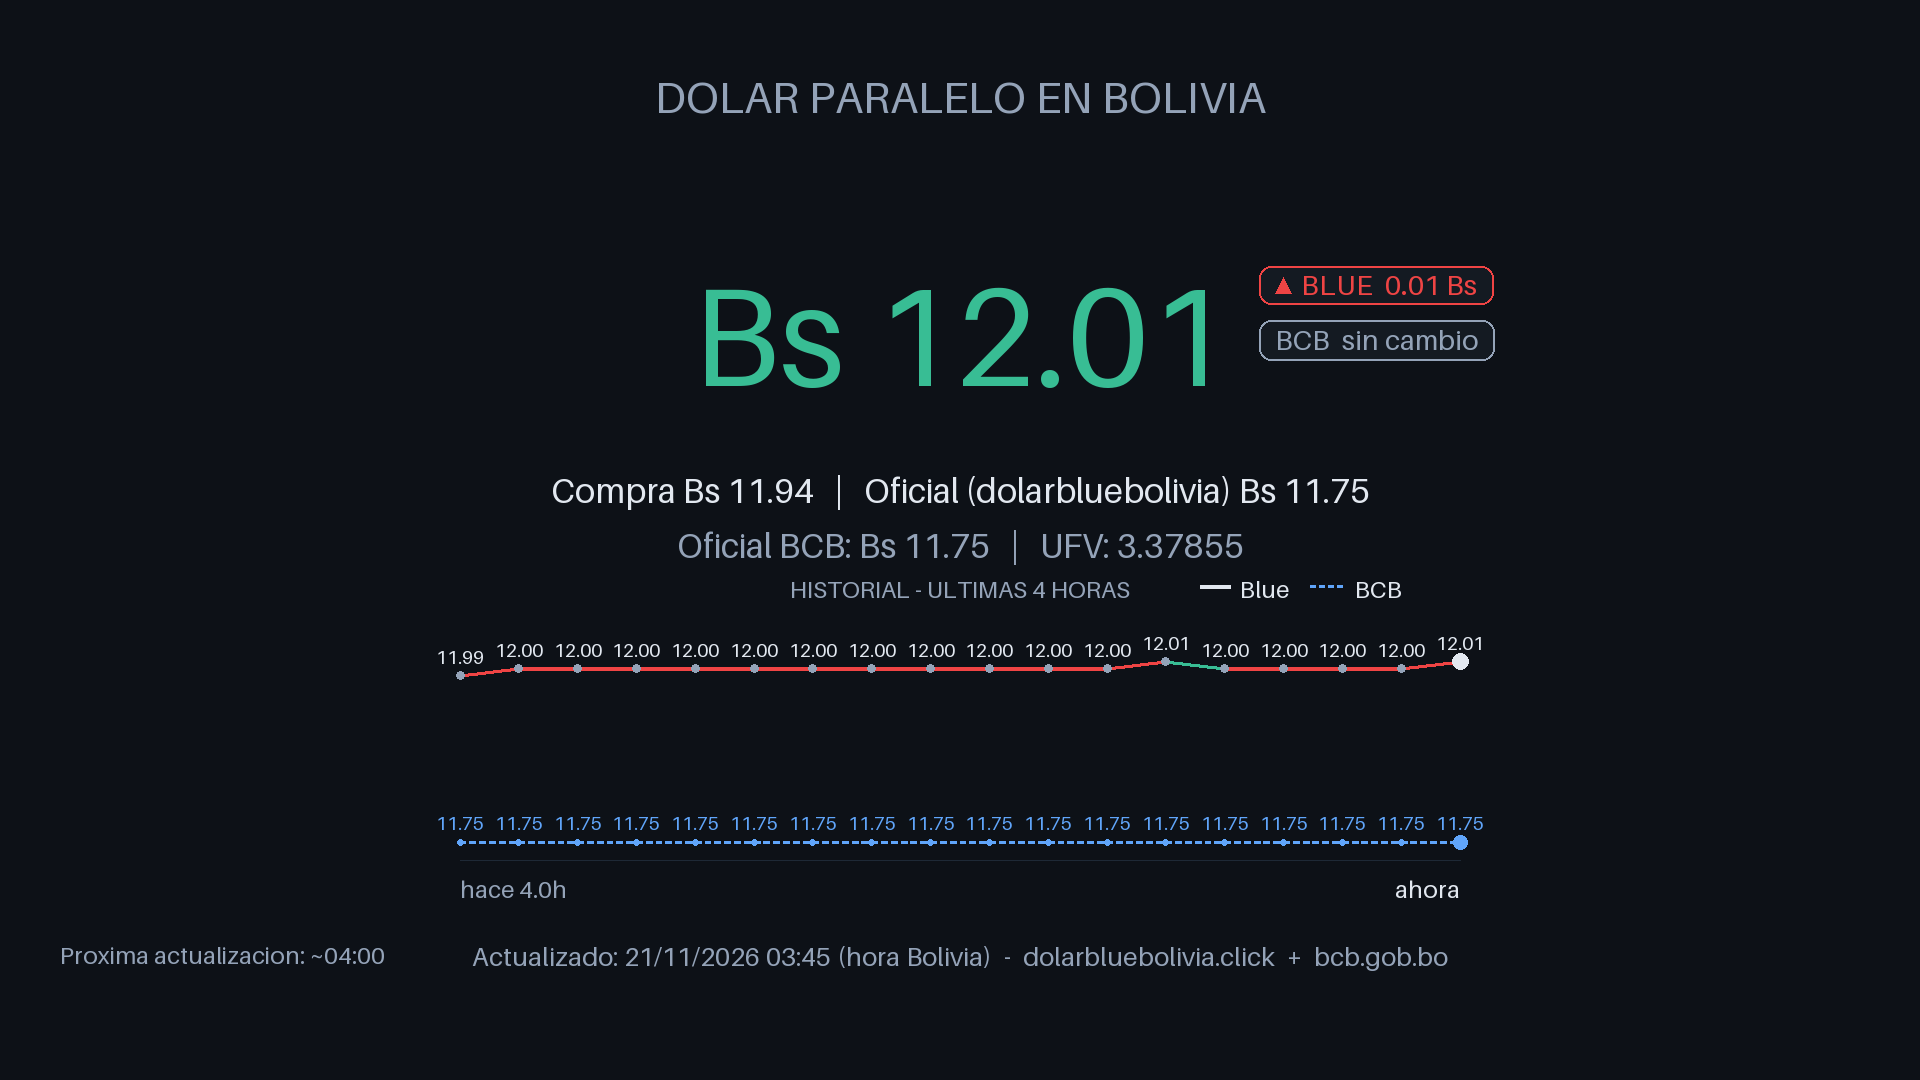 DOLAR PARALELO EN BOLIVIA
Bs 12.01
▲ BLUE 0.01 Bs
BCB sin cambio
Compra Bs 11.94 | Oficial (dolarbluebolivia) Bs 11.75
Oficial BCB: Bs 11.75 | UFV: 3.37855
HISTORIAL - ULTIMAS 4 HORAS Blue BCB
11.99 12.00 12.00 12.00 12.00 12.00 12.00 12.00 12.00 12.00 12.00 12.00 12.01 12.00 12.00 12.00 12.00 12.01
11.75 11.75 11.75 11.75 11.75 11.75 11.75 11.75 11.75 11.75 11.75 11.75 11.75 11.75 11.75 11.75 11.75 11.75
hace 4.0h ahora
Proxima actualizacion: ~04:00 Actualizado: 21/11/2026 03:45 (hora Bolivia) - dolarbluebolivia.click + bcb.gob.bo